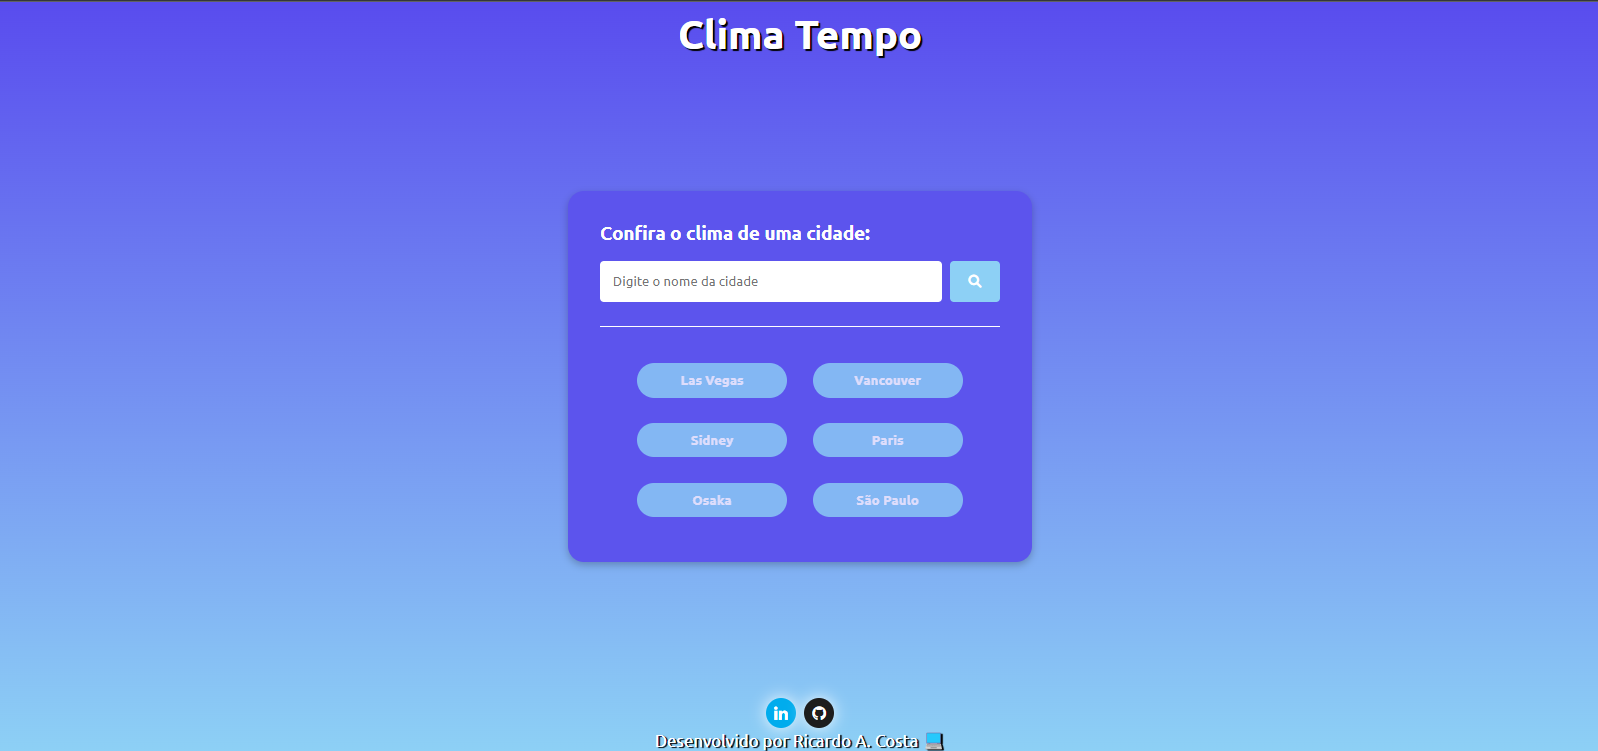 Clima Tempo
Confira o clima de uma cidade:
Digite o nome da cidade
Las Vegas Vancouver
Sidney Paris
Osaka São Paulo
in
Desenvolvido por Ricardo A. Costa 💻